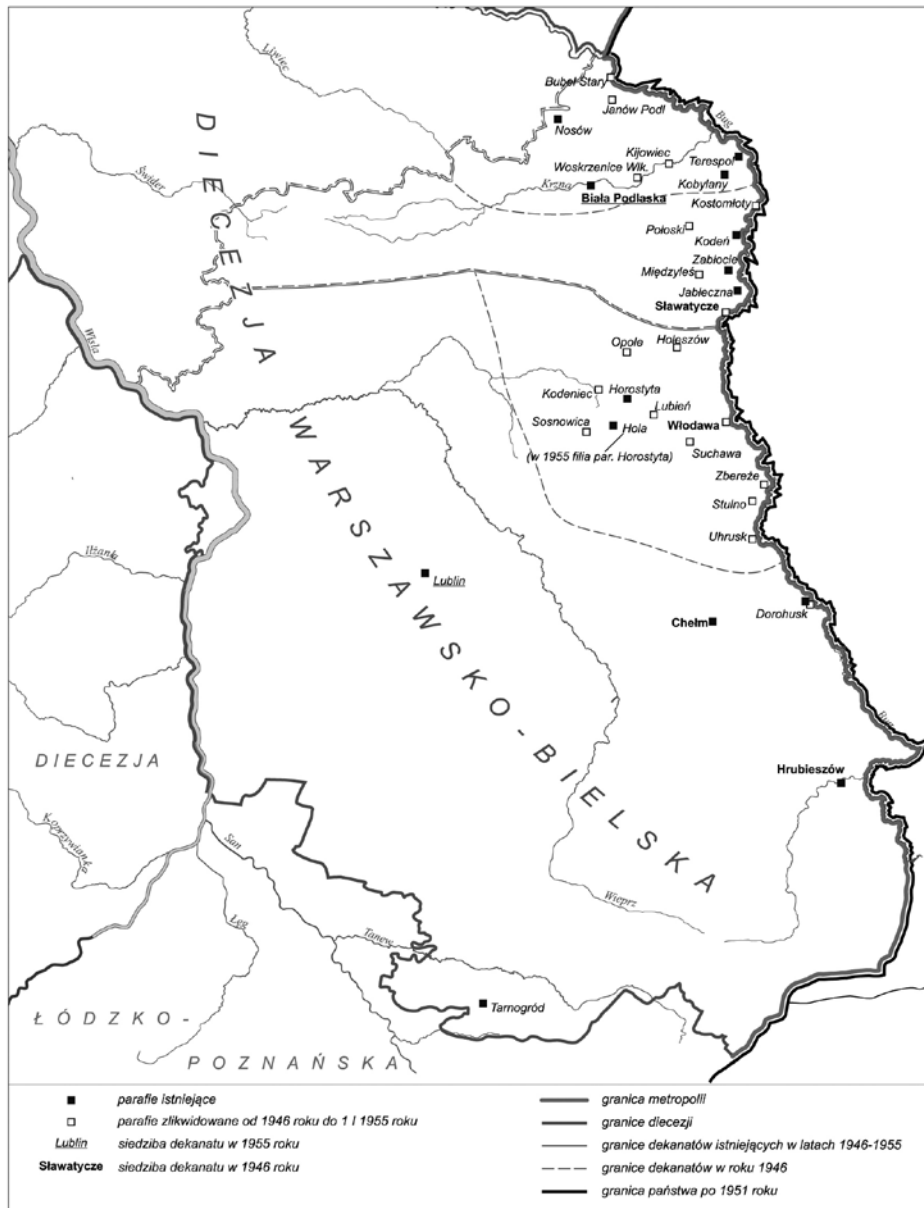 Liwiec
Bubel Stary
Janów Podl
Nosów
Bug
Kijowiec
Terespol
Woskrzenice Wlk.
Świder
Krzna
Kobylany
Biała Podlaska
Kostomłoty
Połoski
Kodeń
Zabłocie
Międzyleś
Jabłeczna
Sławatycze
DIECEZJA
Wisła
Opole
Holeszów
Kodeniec
Horostyta
Lubień
Sosnowica
Hola
Włodawa
(w 1955 filia par. Horostyta)
Suchawa
Zbereże
Stulno
Uhrusk
Iłżanka
Lublin
Dorohusk
Chełm
WARSZAWSKO-BIELSKA
Bug
DIECEZJA
Hrubieszów
Koprzywianka
San
Wieprz
Łęg
Tanew
Tarnogród
ŁÓDZKO-
POZNAŃSKA
parafie istniejące
parafie zlikwidowane od 1946 roku do 1 I 1955 roku
Lublin siedziba dekanatu w 1955 roku
Sławatycze siedziba dekanatu w 1946 roku
granica metropolii
granice diecezji
granice dekanatów istniejących w latach 1946-1955
granice dekanatów w roku 1946
granica państwa po 1951 roku